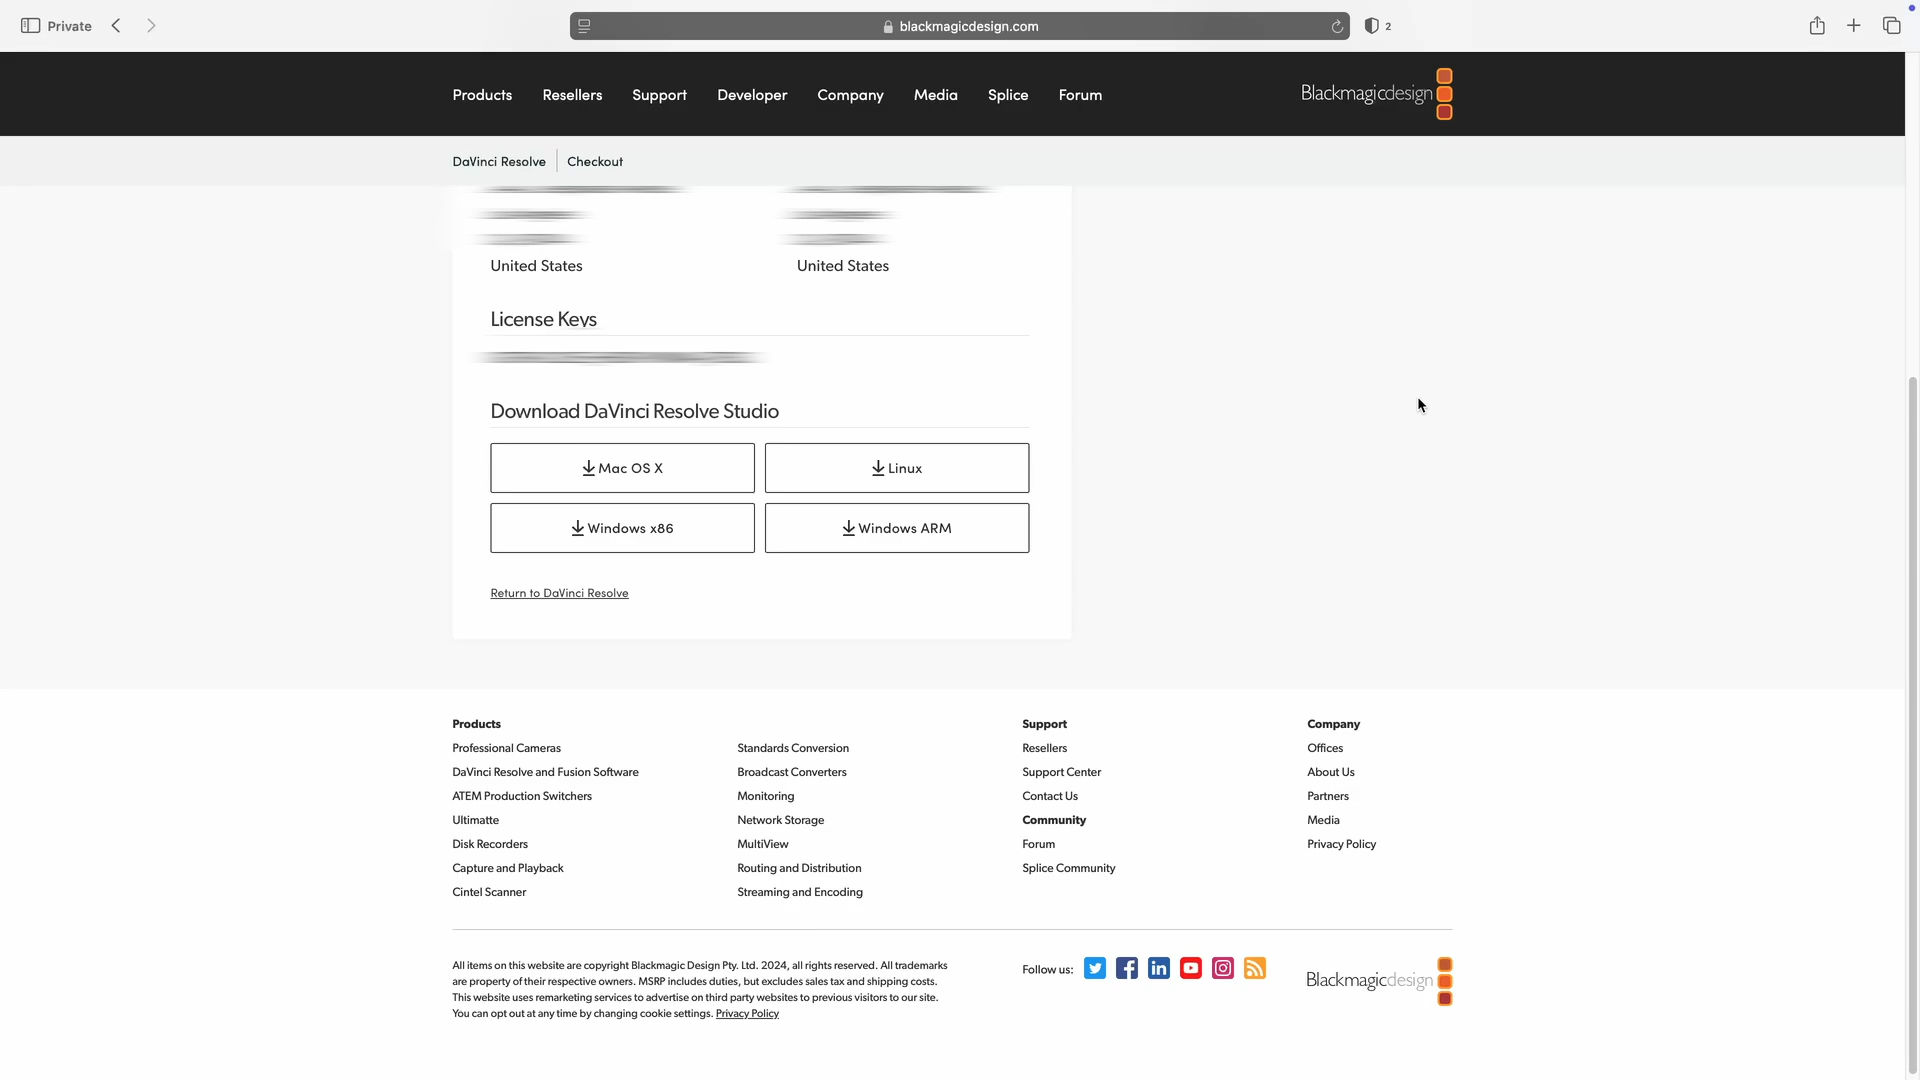 Private
blackmagicdesign.com
2
Products
Resellers
Support
Developer
Company
Media
Splice
Forum
Blackmagicdesign
DaVinci Resolve
Checkout
United States
United States
License Keys
Download DaVinci Resolve Studio
Mac OS X
Linux
Windows x86
Windows ARM
Return to DaVinci Resolve
Products
Professional Cameras
DaVinci Resolve and Fusion Software
ATEM Production Switchers
Ultimatte
Disk Recorders
Capture and Playback
Cintel Scanner
Standards Conversion
Broadcast Converters
Monitoring
Network Storage
MultiView
Routing and Distribution
Streaming and Encoding
Support
Resellers
Support Center
Contact Us
Community
Forum
Splice Community
Company
Offices
About Us
Partners
Media
Privacy Policy
All items on this website are copyright Blackmagic Design Pty. Ltd. 2024, all rights reserved. All trademarks
are property of their respective owners. MSRP includes duties, but excludes sales tax and shipping costs.
This website uses remarketing services to advertise on third party websites to previous visitors to our site.
You can opt out at any time by changing cookie settings. Privacy Policy
Follow us:
Blackmagicdesign